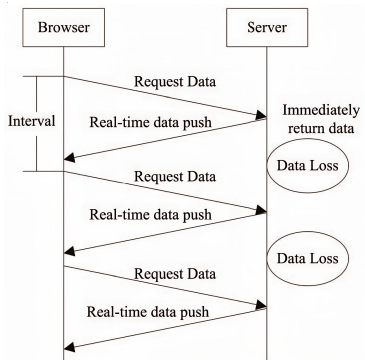 Browser
Server
Request Data
Immediately
return data
Interval
Real-time data push
Data Loss
Request Data
Real-time data push
Data Loss
Request Data
Real-time data push